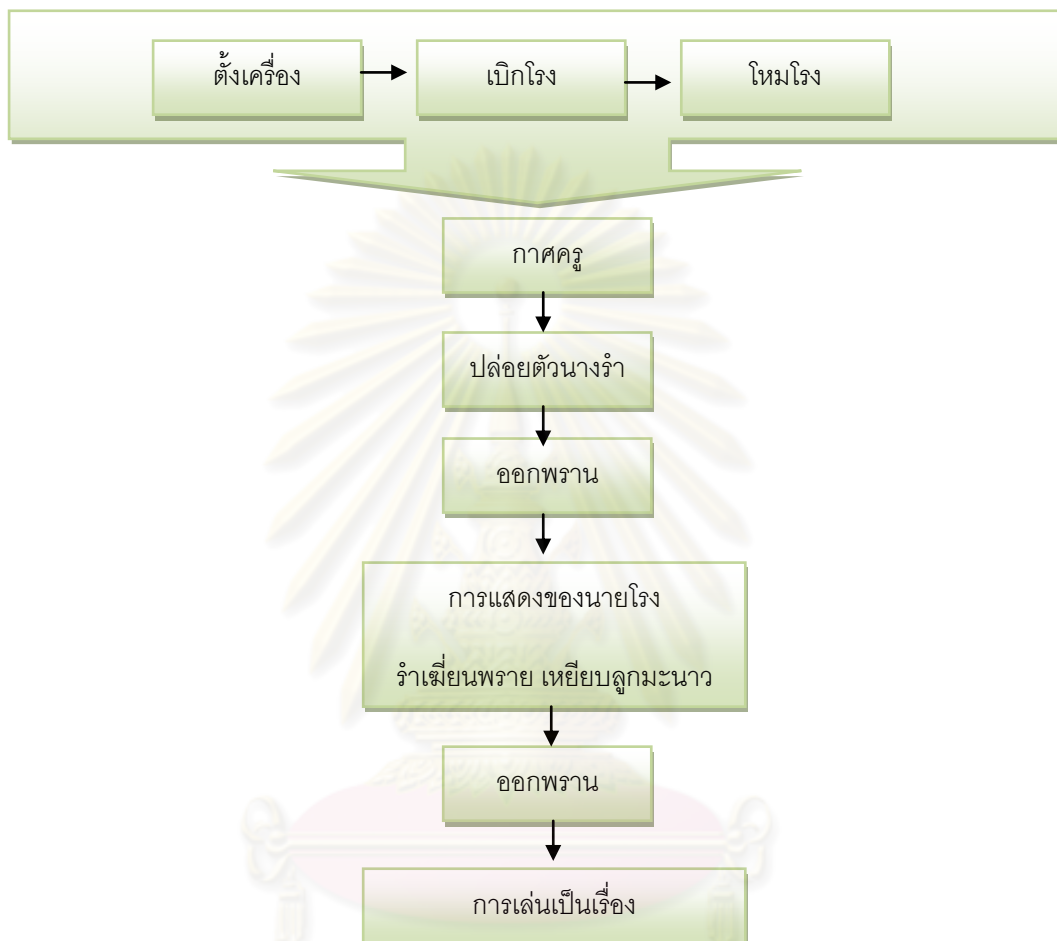 ตั้งเครื่อง
เบิกโรง
โหมโรง
กาศครู
ปล่อยตัวนางรำ
ออกพราน
การแสดงของนายโรง
รำเฆี่ยนพราย เหยียบลูกมะนาว
ออกพราน
การเล่นเป็นเรื่อง